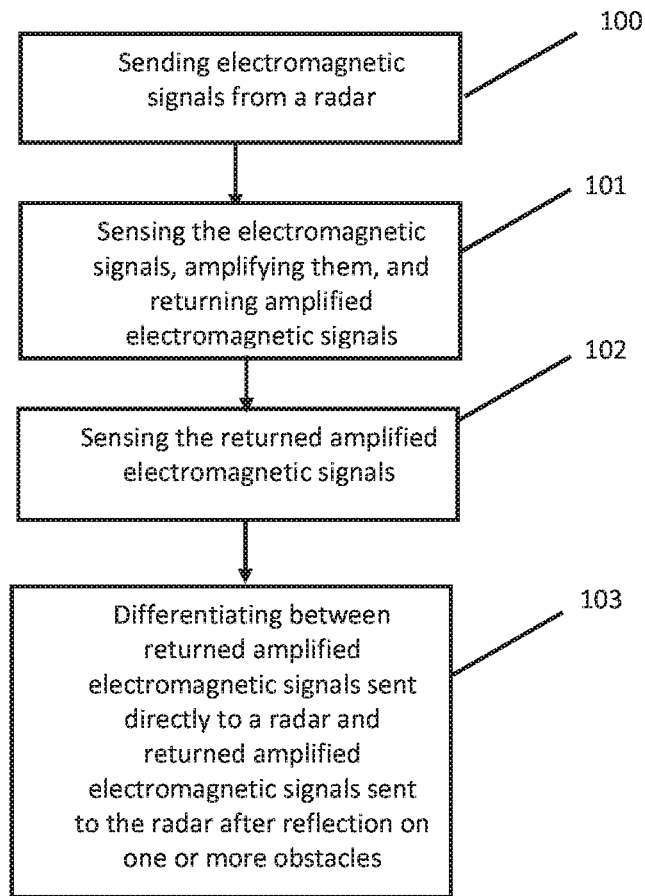 100
Sending electromagnetic
signals from a radar
101
Sensing the electromagnetic
signals, amplifying them, and
returning amplified
electromagnetic signals
102
Sensing the returned amplified
electromagnetic signals
103
Differentiating between
returned amplified
electromagnetic signals sent
directly to a radar and
returned amplified
electromagnetic signals sent
to the radar after reflection on
one or more obstacles